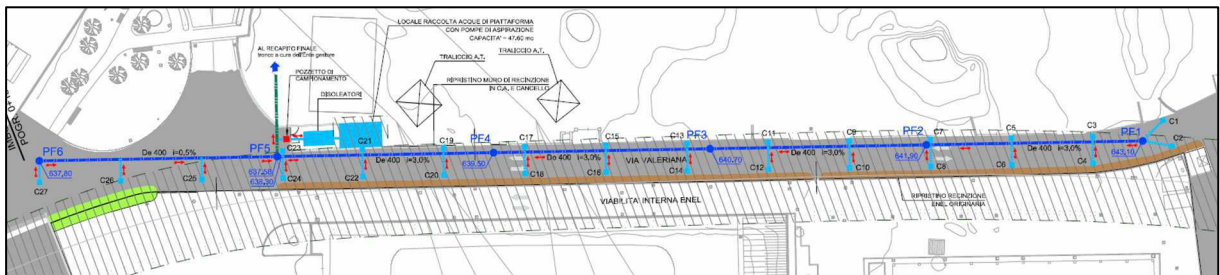 LOCALE RACCOLTA ACQUE DI PIATTAFORMA
CON POMPE DI ASPIRAZIONE
CAPACITA' = 47.60 mc
AL RECAPITO FINALE
tronco a cura dell'Ente gestore
POZZETTO DI
CAMPIONAMENTO
DISOLEATORI
TRALICCIO A.T.
TRALICCIO A.T.
RIPRISTINO MURO DI RECINZIONE
IN C.A. E CANCELLO
PROGR. 0+
PF6
637,80
De 400 i=0.5%
PF5
637,58
638,30
De 400 i=3.0%
PF4
639,50
De 400 i=3.0%
VIA VALERIANA
PF3
640,70
De 400 i=3.0%
PF2
641,90
De 400 i=3.0%
PF1
643,10
C1
C2
C3
C4
C5
C6
C7
C8
C9
C10
C11
C12
C13
C14
C15
C16
C17
C18
C19
C20
C21
C22
C23
C24
C25
C26
C27
VIABILITA' INTERNA ENEL
RIPRISTINO RECINZIONE
ENEL ORIGINARIA